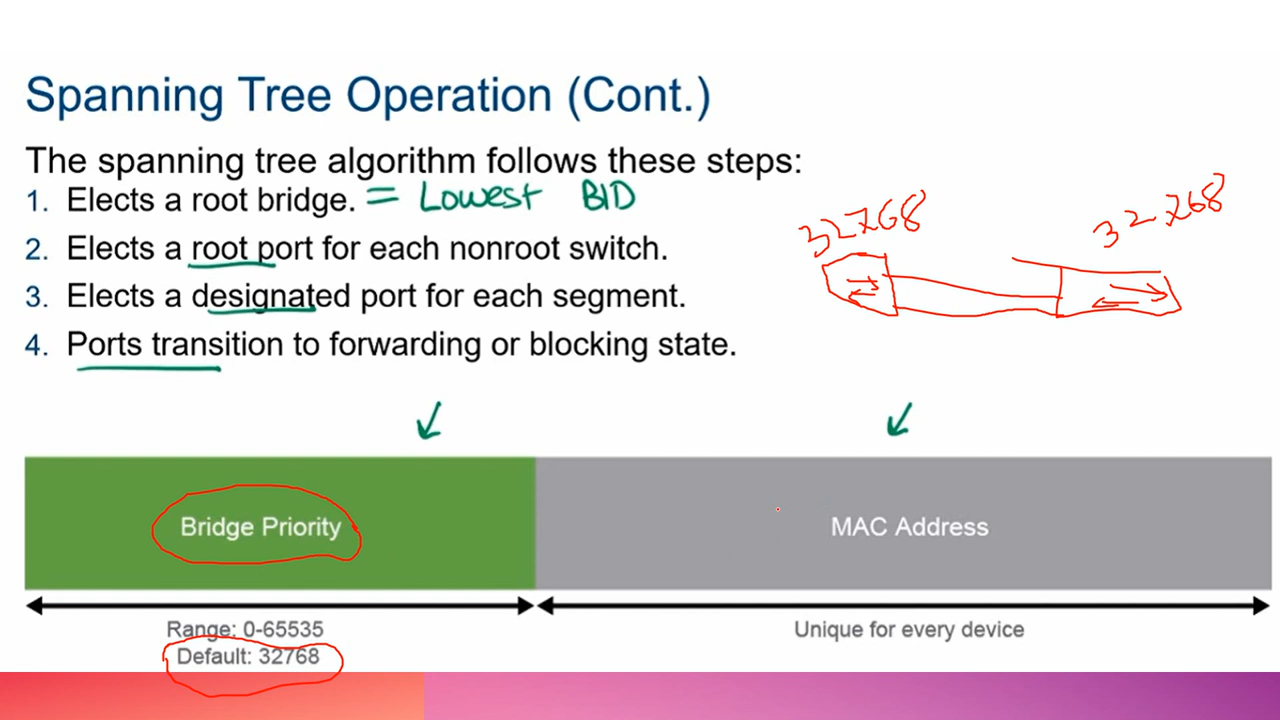 Spanning Tree Operation (Cont.)
The spanning tree algorithm follows these steps:
1. Elects a root bridge. = Lowest BID
2. Elects a root port for each nonroot switch.
3. Elects a designated port for each segment.
4. Ports transition to forwarding or blocking state.
32768
32768
Bridge Priority
MAC Address
Range: 0-65535
Default: 32768
Unique for every device